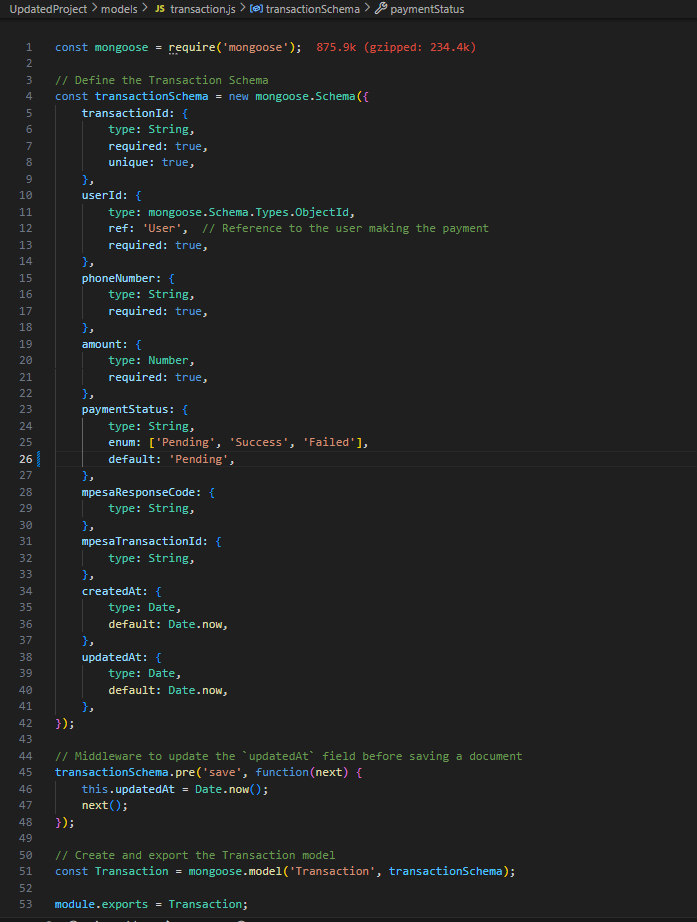 UpdatedProject > models > JS transaction.js > transactionSchema > paymentStatus
1 const mongoose = require('mongoose'); 875.9k (gzipped: 234.4k)
2
3 // Define the Transaction Schema
4 const transactionSchema = new mongoose.Schema({
5     transactionId: {
6         type: String,
7         required: true,
8         unique: true,
9     },
10     userId: {
11         type: mongoose.Schema.Types.ObjectId,
12         ref: 'User',  // Reference to the user making the payment
13         required: true,
14     },
15     phoneNumber: {
16         type: String,
17         required: true,
18     },
19     amount: {
20         type: Number,
21         required: true,
22     },
23     paymentStatus: {
24         type: String,
25         enum: ['Pending', 'Success', 'Failed'],
26         default: 'Pending',
27     },
28     mpesaResponseCode: {
29         type: String,
30     },
31     mpesaTransactionId: {
32         type: String,
33     },
34     createdAt: {
35         type: Date,
36         default: Date.now,
37     },
38     updatedAt: {
39         type: Date,
40         default: Date.now,
41     },
42 });
43
44 // Middleware to update the `updatedAt` field before saving a document
45 transactionSchema.pre('save', function(next) {
46     this.updatedAt = Date.now();
47     next();
48 });
49
50 // Create and export the Transaction model
51 const Transaction = mongoose.model('Transaction', transactionSchema);
52
53 module.exports = Transaction;